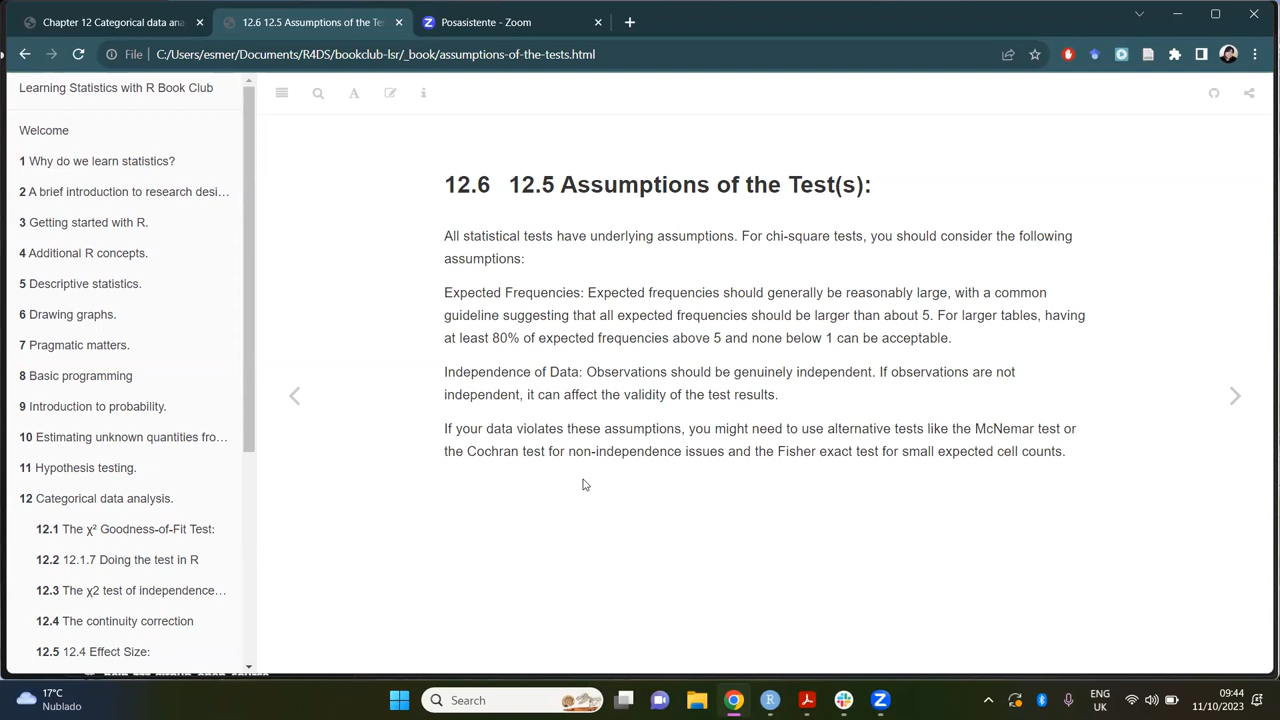 Chapter 12 Categorical data ana
12.6 12.5 Assumptions of the Te
Posasistente - Zoom
File
C:/Users/esmer/Documents/R4DS/bookclub-lsr/_book/assumptions-of-the-tests.html
Learning Statistics with R Book Club
Welcome
1 Why do we learn statistics?
2 A brief introduction to research desi…
3 Getting started with R.
4 Additional R concepts.
5 Descriptive statistics.
6 Drawing graphs.
7 Pragmatic matters.
8 Basic programming
9 Introduction to probability.
10 Estimating unknown quantities fro…
11 Hypothesis testing.
12 Categorical data analysis.
12.1 The χ² Goodness-of-Fit Test:
12.2 12.1.7 Doing the test in R
12.3 The χ2 test of independence…
12.4 The continuity correction
12.5 12.4 Effect Size:
12.6 12.5 Assumptions of the Test(s):
All statistical tests have underlying assumptions. For chi-square tests, you should consider the following
assumptions:
Expected Frequencies: Expected frequencies should generally be reasonably large, with a common
guideline suggesting that all expected frequencies should be larger than about 5. For larger tables, having
at least 80% of expected frequencies above 5 and none below 1 can be acceptable.
Independence of Data: Observations should be genuinely independent. If observations are not
independent, it can affect the validity of the test results.
If your data violates these assumptions, you might need to use alternative tests like the McNemar test or
the Cochran test for non-independence issues and the Fisher exact test for small expected cell counts.
17°C
Nublado
Search
ENG
UK
09:44
11/10/2023